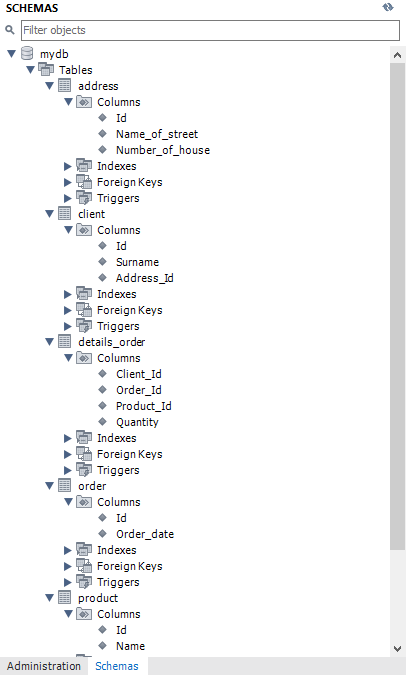 SCHEMAS
Filter objects
mydb
Tables
address
Columns
Id
Name_of_street
Number_of_house
Indexes
Foreign Keys
Triggers
client
Columns
Id
Surname
Address_Id
Indexes
Foreign Keys
Triggers
details_order
Columns
Client_Id
Order_Id
Product_Id
Quantity
Indexes
Foreign Keys
Triggers
order
Columns
Id
Order_date
Indexes
Foreign Keys
Triggers
product
Columns
Id
Name
Administration Schemas